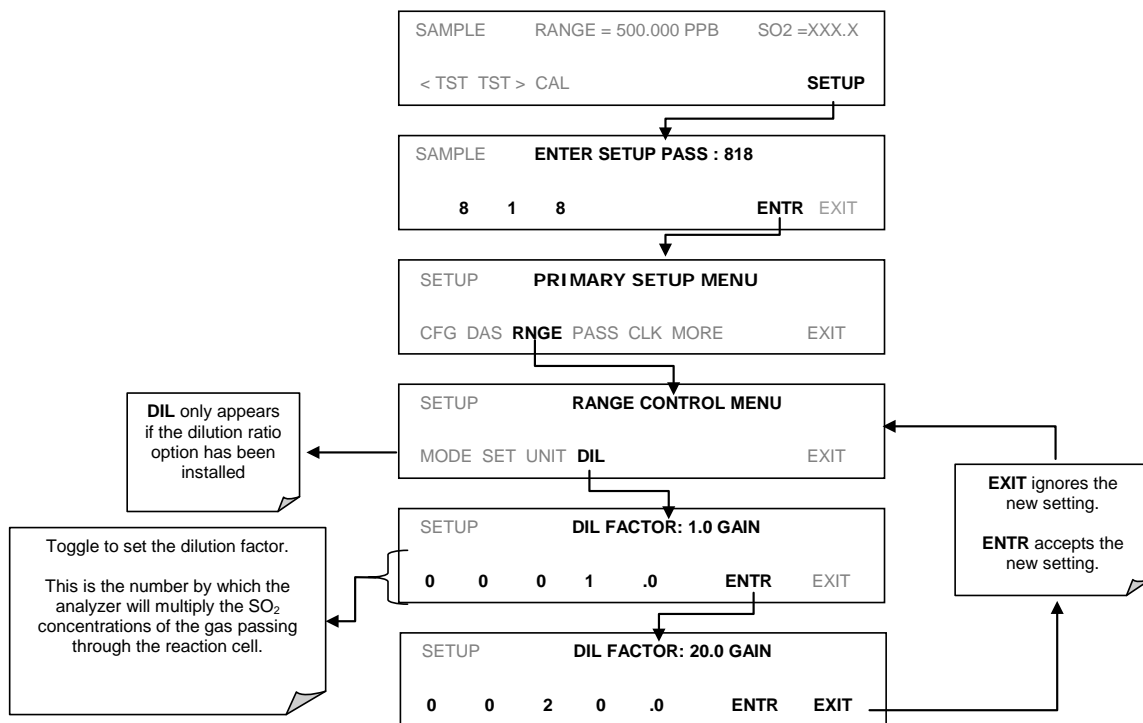 SAMPLE RANGE = 500.000 PPB SO2 =XXX.X
< TST TST > CAL SETUP
SAMPLE ENTER SETUP PASS : 818
8 1 8 ENTR EXIT
SETUP PRIMARY SETUP MENU
CFG DAS RNGE PASS CLK MORE EXIT
SETUP RANGE CONTROL MENU
MODE SET UNIT DIL EXIT
DIL only appears
if the dilution ratio
option has been
installed
EXIT ignores the
new setting.
ENTR accepts the
new setting.
SETUP DIL FACTOR: 1.0 GAIN
0 0 0 1 .0 ENTR EXIT
Toggle to set the dilution factor.
This is the number by which the
analyzer will multiply the SO₂
concentrations of the gas passing
through the reaction cell.
SETUP DIL FACTOR: 20.0 GAIN
0 0 2 0 .0 ENTR EXIT